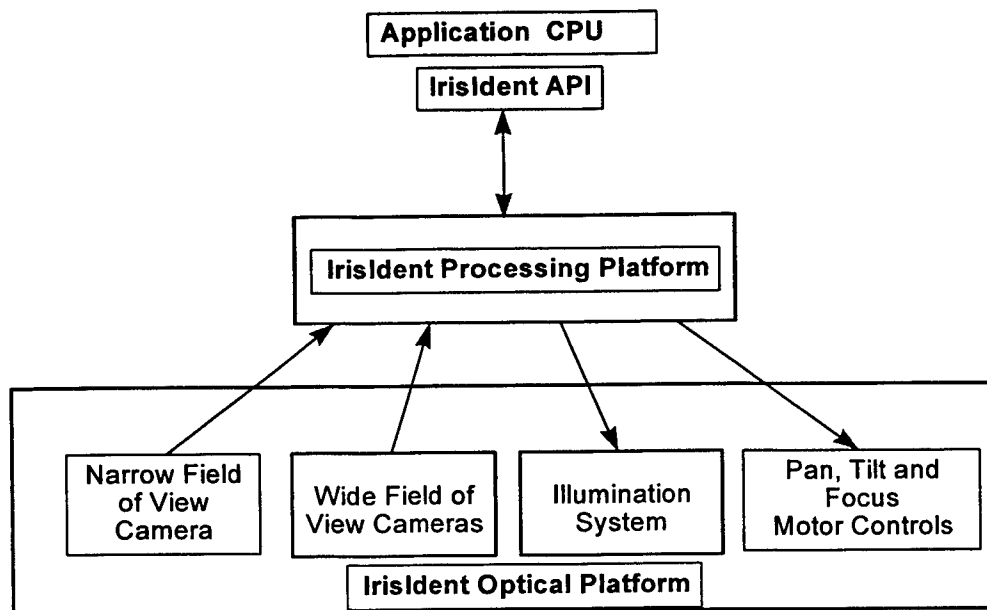 Application CPU
IrisIdent API
IrisIdent Processing Platform
Narrow Field
of View
Camera
Wide Field of
View Cameras
Illumination
System
Pan, Tilt and
Focus
Motor Controls
IrisIdent Optical Platform